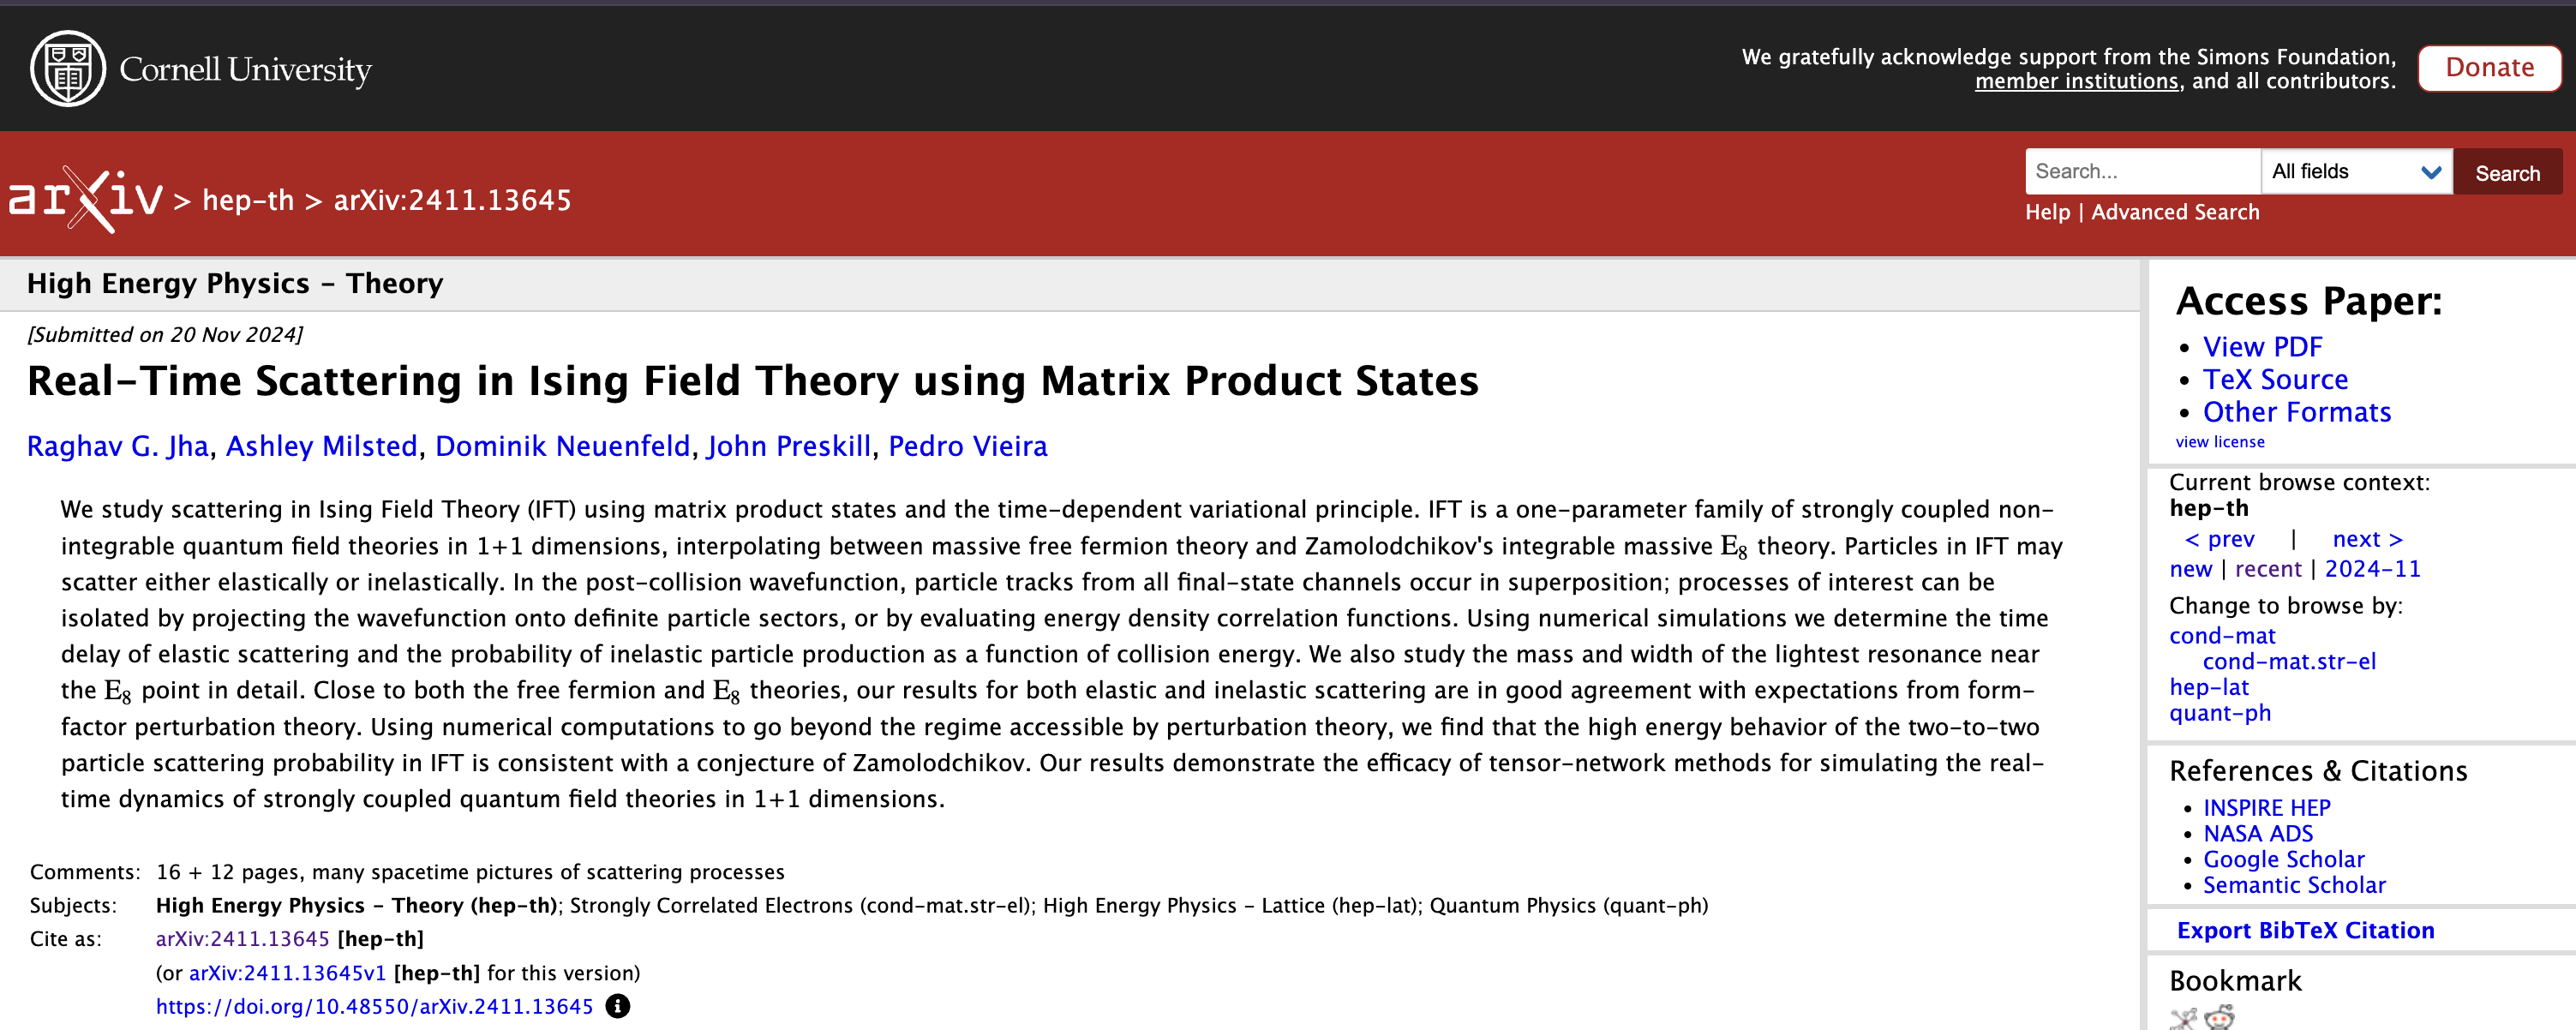 Cornell University
We gratefully acknowledge support from the Simons Foundation,
member institutions, and all contributors.
Donate
arXiv > hep-th > arXiv:2411.13645
Search...
All fields
Search
Help | Advanced Search
High Energy Physics - Theory
[Submitted on 20 Nov 2024]
Real-Time Scattering in Ising Field Theory using Matrix Product States
Raghav G. Jha, Ashley Milsted, Dominik Neuenfeld, John Preskill, Pedro Vieira
We study scattering in Ising Field Theory (IFT) using matrix product states and the time-dependent variational principle. IFT is a one-parameter family of strongly coupled non-
integrable quantum field theories in 1+1 dimensions, interpolating between massive free fermion theory and Zamolodchikov's integrable massive E₈ theory. Particles in IFT may
scatter either elastically or inelastically. In the post-collision wavefunction, particle tracks from all final-state channels occur in superposition; processes of interest can be
isolated by projecting the wavefunction onto definite particle sectors, or by evaluating energy density correlation functions. Using numerical simulations we determine the time
delay of elastic scattering and the probability of inelastic particle production as a function of collision energy. We also study the mass and width of the lightest resonance near
the E₈ point in detail. Close to both the free fermion and E₈ theories, our results for both elastic and inelastic scattering are in good agreement with expectations from form-
factor perturbation theory. Using numerical computations to go beyond the regime accessible by perturbation theory, we find that the high energy behavior of the two-to-two
particle scattering probability in IFT is consistent with a conjecture of Zamolodchikov. Our results demonstrate the efficacy of tensor-network methods for simulating the real-
time dynamics of strongly coupled quantum field theories in 1+1 dimensions.
Comments: 16 + 12 pages, many spacetime pictures of scattering processes
Subjects: High Energy Physics - Theory (hep-th); Strongly Correlated Electrons (cond-mat.str-el); High Energy Physics - Lattice (hep-lat); Quantum Physics (quant-ph)
Cite as: arXiv:2411.13645 [hep-th]
(or arXiv:2411.13645v1 [hep-th] for this version)
https://doi.org/10.48550/arXiv.2411.13645
Access Paper:
View PDF
TeX Source
Other Formats
view license
Current browse context:
hep-th
< prev | next >
new | recent | 2024-11
Change to browse by:
cond-mat
cond-mat.str-el
hep-lat
quant-ph
References & Citations
INSPIRE HEP
NASA ADS
Google Scholar
Semantic Scholar
Export BibTeX Citation
Bookmark